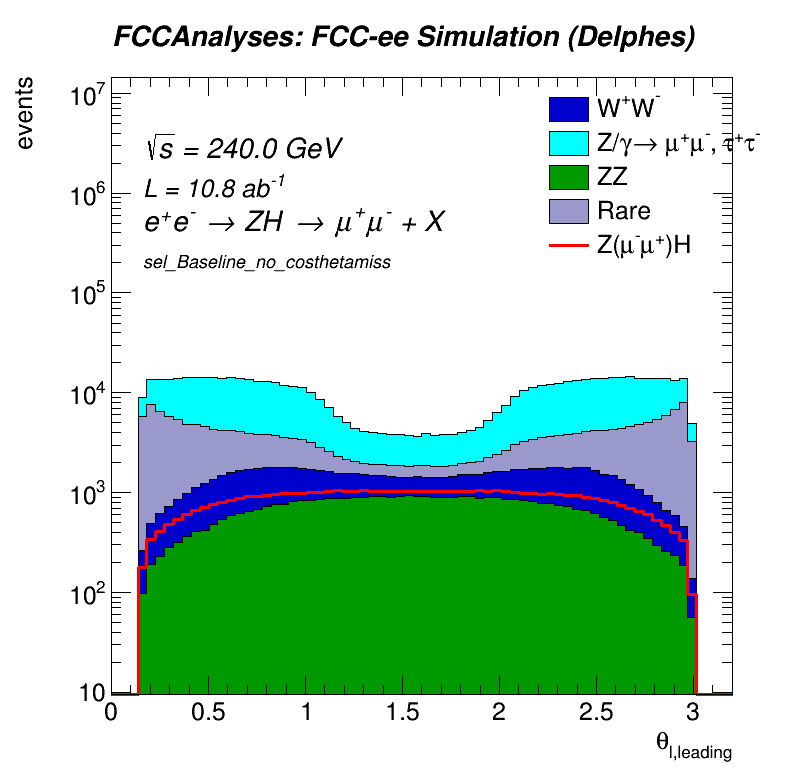 FCCAnalyses: FCC-ee Simulation (Delphes)
events
10⁷
10⁶
10⁵
10⁴
10³
10²
10
√s = 240.0 GeV
L = 10.8 ab⁻¹
e⁺e⁻ → ZH → μ⁺μ⁻ + X
sel_Baseline_no_costhetamiss
W⁺W⁻
Z/γ→ μ⁺μ⁻, τ⁺τ⁻
ZZ
Rare
Z(μ⁻μ⁺)H
0 0.5 1 1.5 2 2.5 3
θl,leading